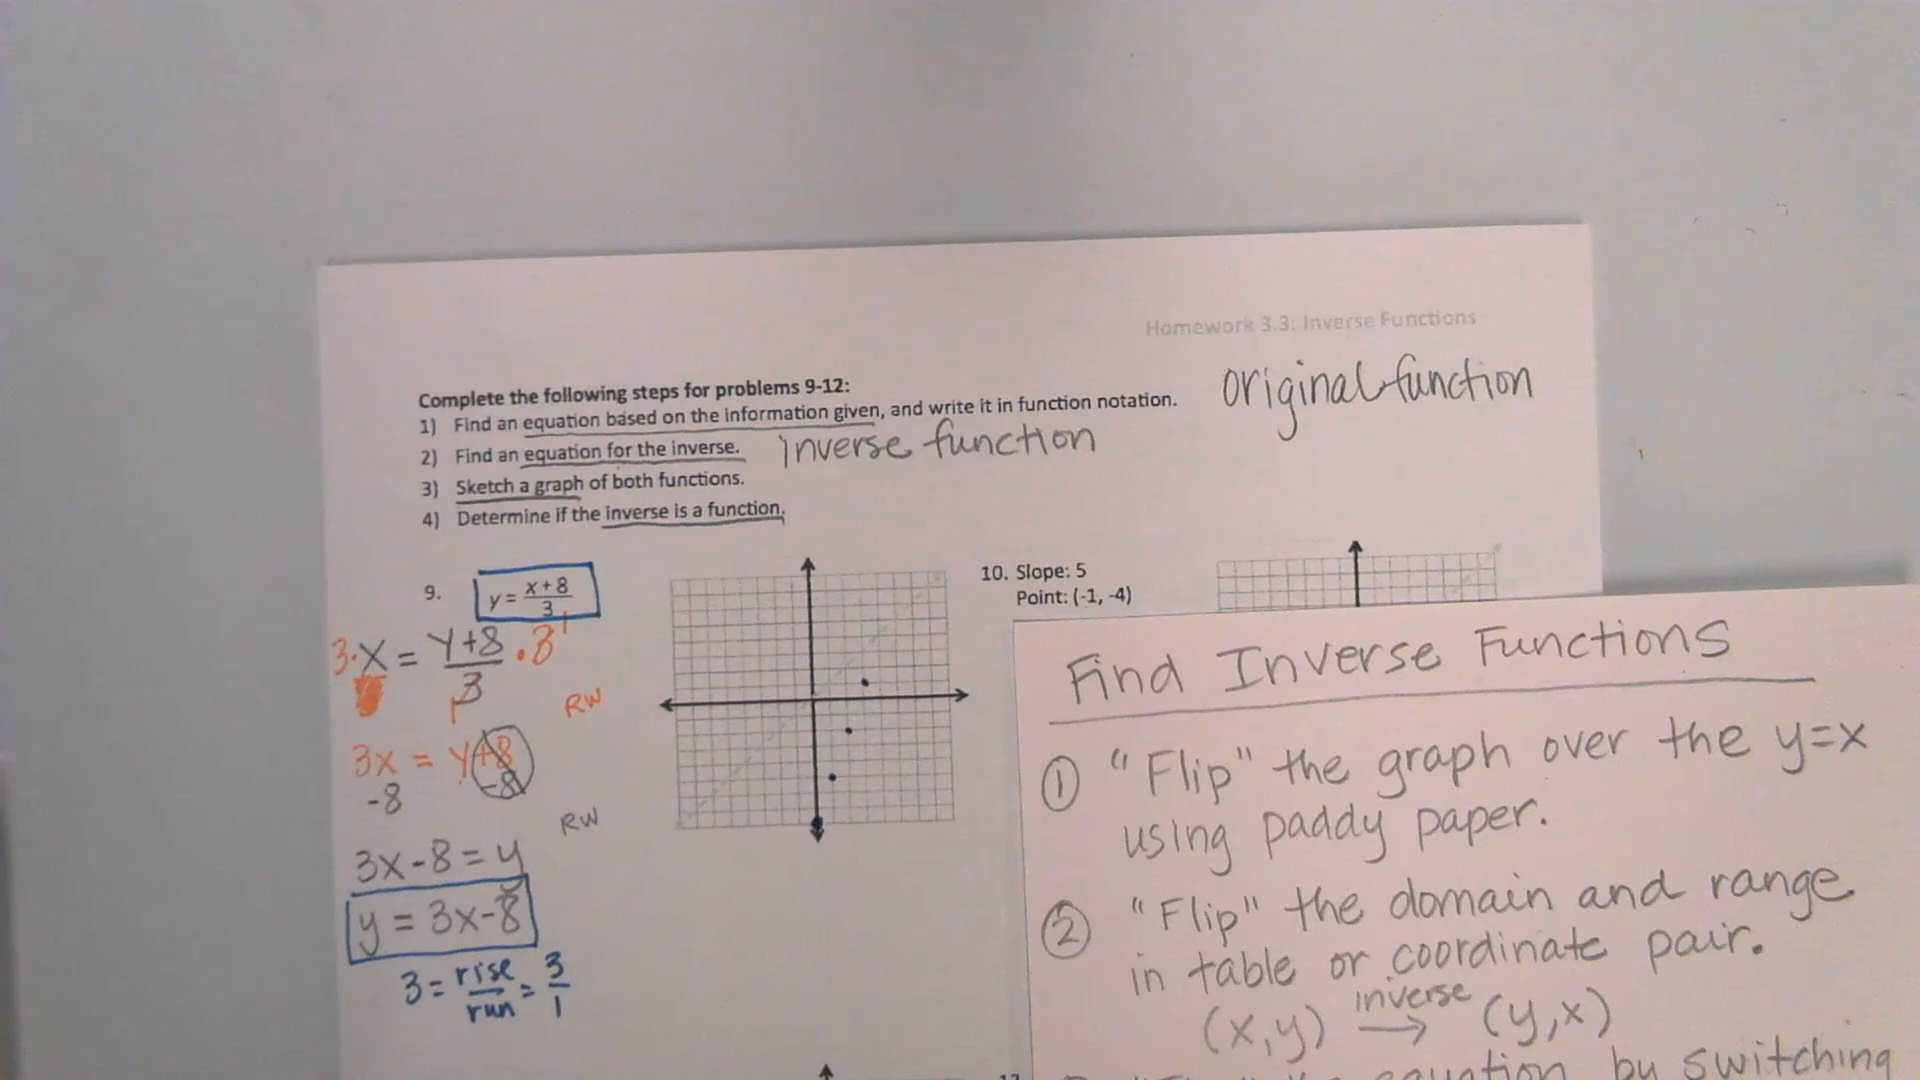 Homework 3.3: Inverse Functions
original function
Complete the following steps for problems 9-12:
1) Find an equation based on the information given, and write it in function notation.
2) Find an equation for the inverse. inverse function
3) Sketch a graph of both functions.
4) Determine if the inverse is a function.
9. y = x+8/3
3·x = y+8/3 · 3
RW
3x = y+8
-8 -8
RW
3x-8 = y
y = 3x-8
3 = rise/run = 3/1
10. Slope: 5
Point: (-1, -4)
Find Inverse Functions
① "Flip" the graph over the y=x
using paddy paper.
② "Flip" the domain and range
in table or coordinate pair.
(x,y) inverse→ (y,x)
by switching